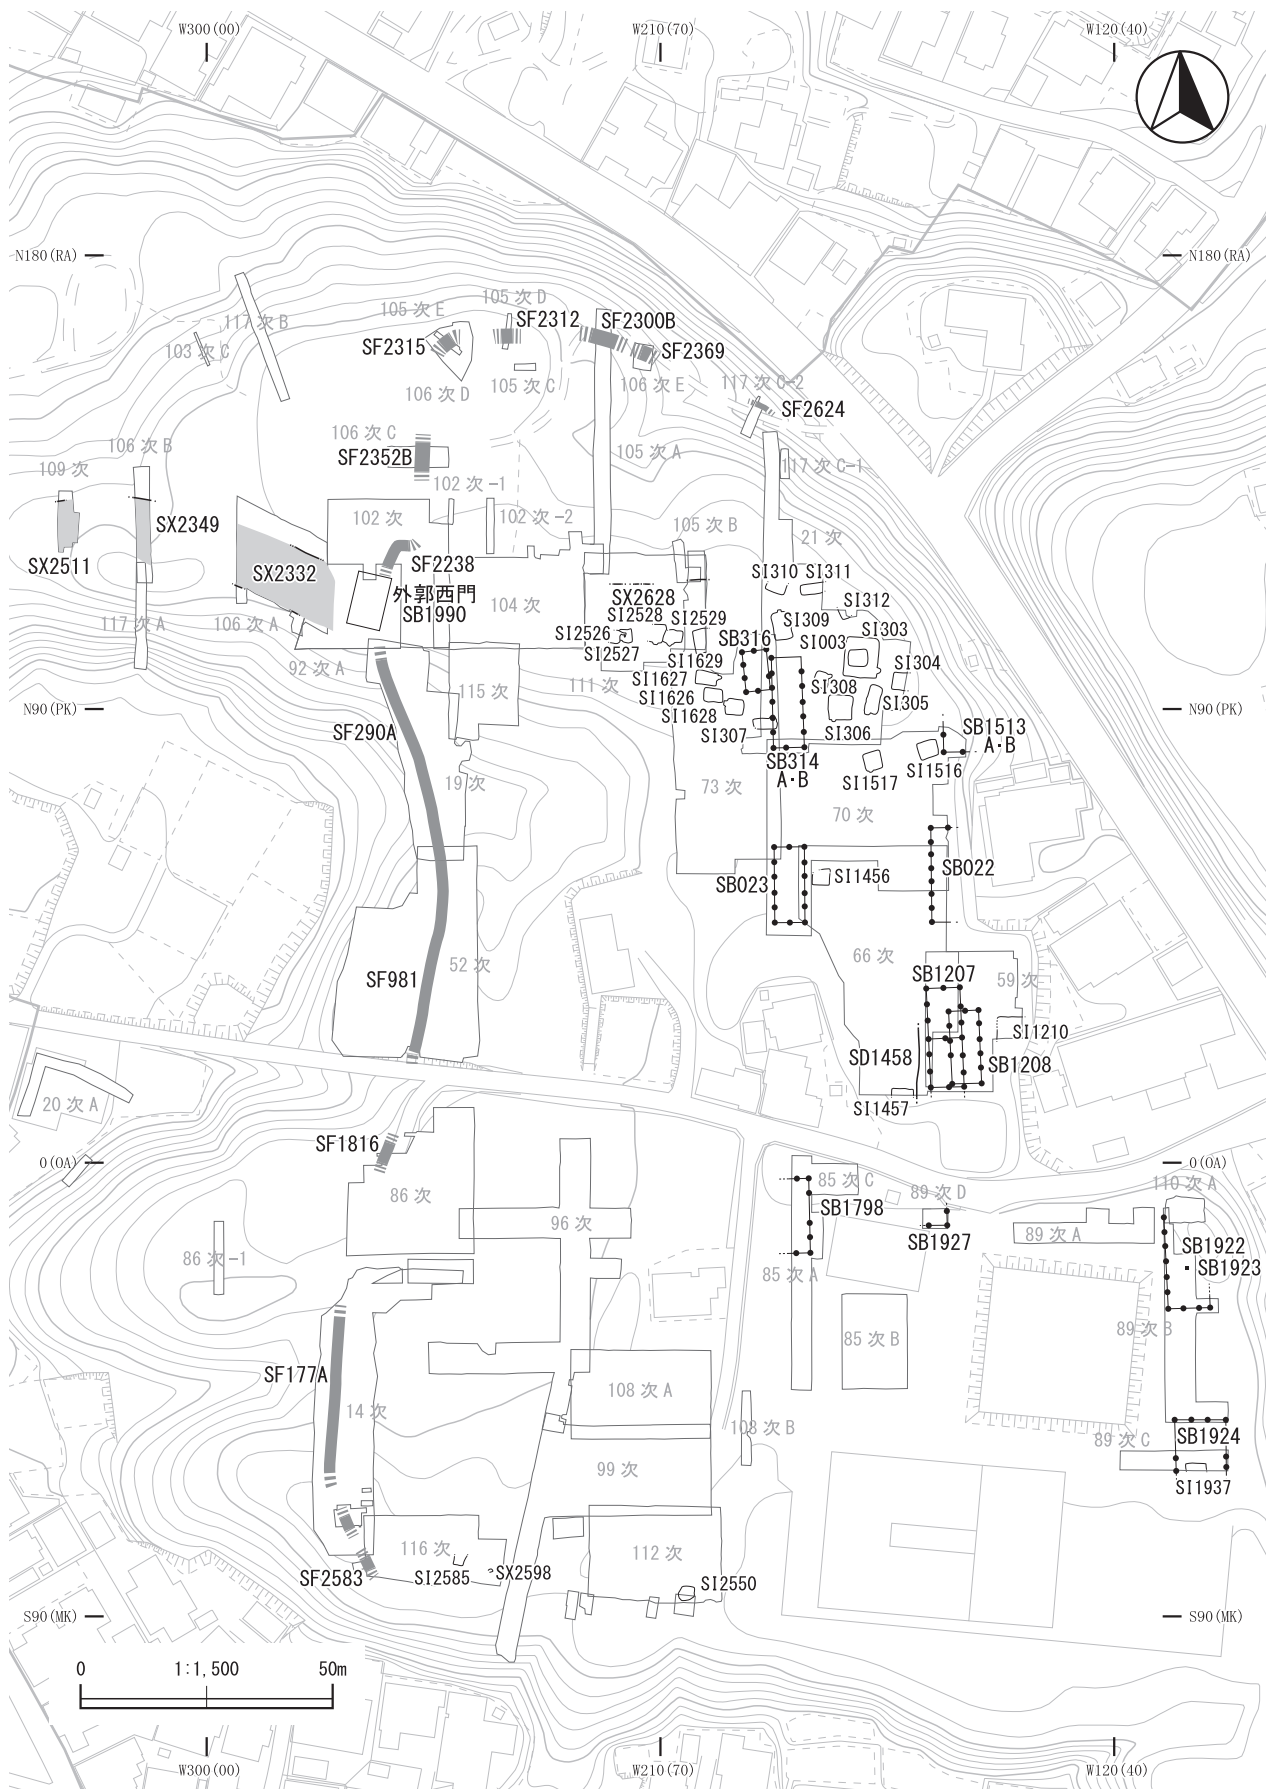 W300(00)
W210(70)
W120(40)
N180(RA)
N180(RA)
117次B
103次C
105次E
105次D
SF2312
SF2300B
SF2315
SF2369
106次D
105次C
106次E
117次C-2
SF2624
106次C
SF2352B
105次A
117次C-1
109次
106次B
102次-1
102次
102次-2
105次B
21次
SX2349
SX2511
SX2332
SF2238
外郭西門
SB1990
104次
SX2628
SI310
SI311
SI312
SI2528
SI2529
SI309
SI303
SI2526
SI2527
SB316
SI003
117次A
106次A
92次A
SI1629
SI304
SI1627
SI308
115次
111次
SI1626
SI305
SI1628
N90(PK)
N90(PK)
SF290A
SI307
SI306
SB1513
A・B
SB314
A・B
SI1516
SI1517
19次
73次
70次
SB023
SI1456
SB022
66次
SF981
52次
SB1207
59次
SI1210
SD1458
SB1208
20次A
SI1457
SF1816
0(OA)
0(OA)
86次
85次C
89次D
110次A
SB1798
96次
SB1927
89次A
SB1922
・SB1923
86次-1
85次A
89次B
85次B
SF177A
108次A
14次
108次B
89次C
SB1924
99次
SI1937
116次
112次
SF2583
SI2585
SX2598
SI2550
S90(MK)
S90(MK)
0
1:1,500
50m
W300(00)
W210(70)
W120(40)